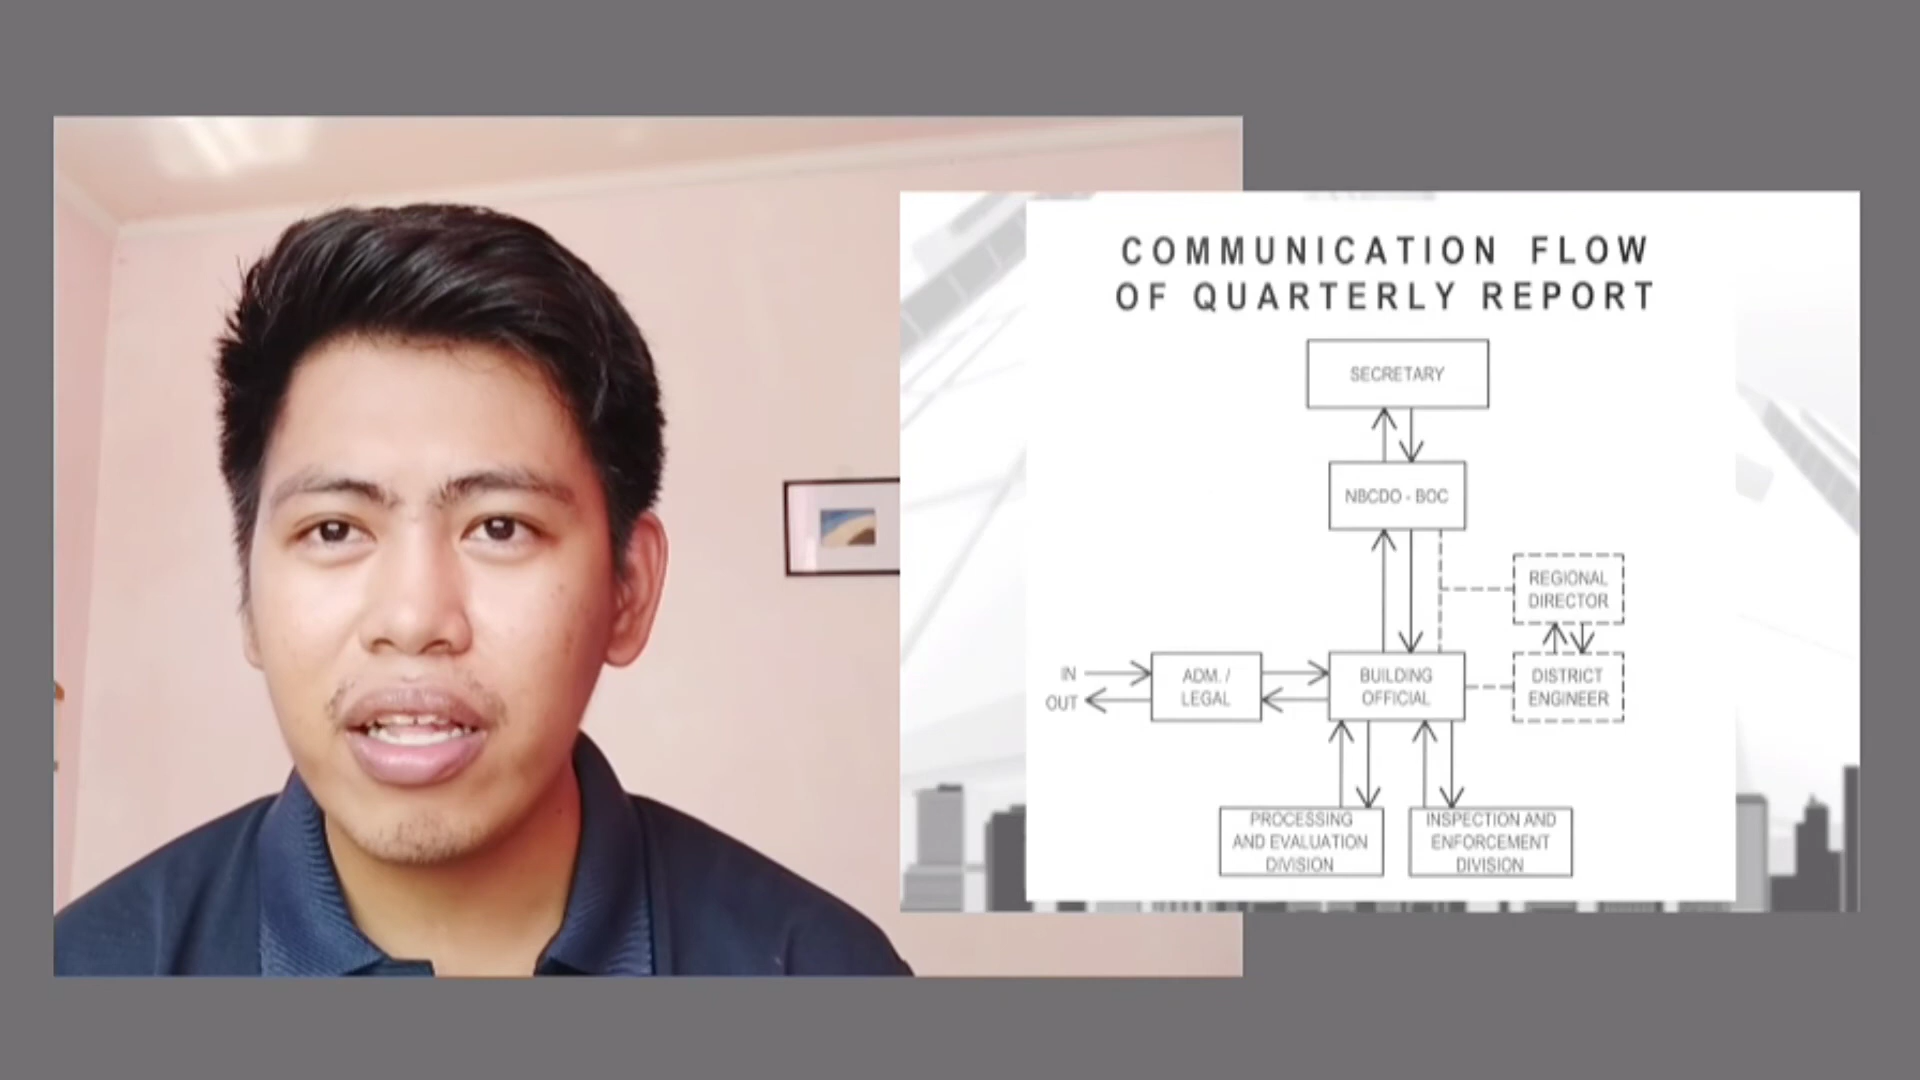 COMMUNICATION FLOW
OF QUARTERLY REPORT
SECRETARY
NBCDO - BOC
REGIONAL
DIRECTOR
IN
OUT
ADM. /
LEGAL
BUILDING
OFFICIAL
DISTRICT
ENGINEER
PROCESSING
AND EVALUATION
DIVISION
INSPECTION AND
ENFORCEMENT
DIVISION